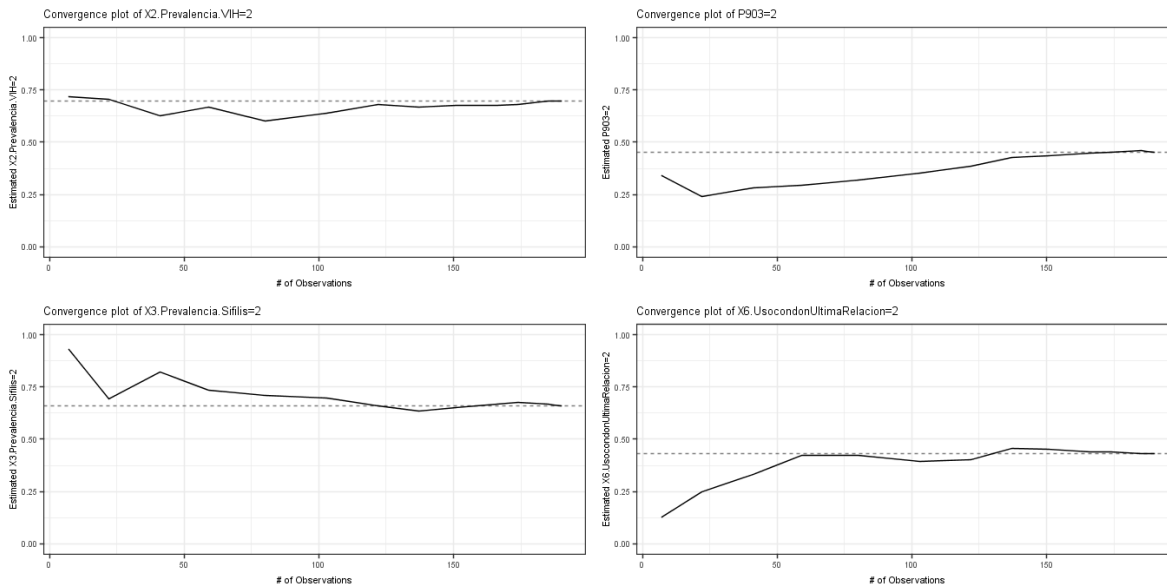 Convergence plot of X2.Prevalencia.VIH=2
Estimated X2.Prevalencia.VIH=2
1.00
0.75
0.50
0.25
0.00
0 50 100 150
# of Observations
Convergence plot of P903=2
Estimated P903=2
1.00
0.75
0.50
0.25
0.00
0 50 100 150
# of Observations
Convergence plot of X3.Prevalencia.Sifilis=2
Estimated X3.Prevalencia.Sifilis=2
1.00
0.75
0.50
0.25
0.00
0 50 100 150
# of Observations
Convergence plot of X6.UsocondonUltimaRelacion=2
Estimated X6.UsocondonUltimaRelacion=2
1.00
0.75
0.50
0.25
0.00
0 50 100 150
# of Observations